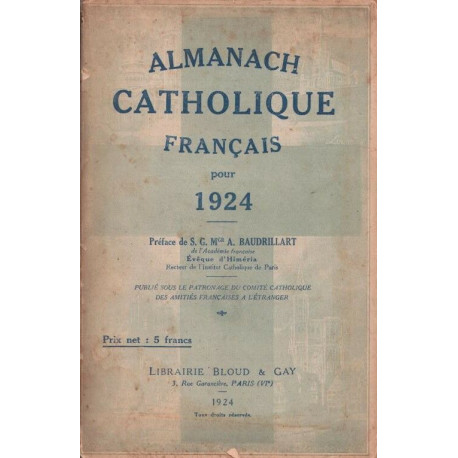 ALMANACH
CATHOLIQUE
FRANÇAIS
pour
1924
Préface de S. G. Mgr A. BAUDRILLART
de l'Académie française
Évêque d'Himéria
Recteur de l'Institut Catholique de Paris
PUBLIÉ SOUS LE PATRONAGE DU COMITÉ CATHOLIQUE
DES AMITIÉS FRANÇAISES A L'ÉTRANGER
Prix net : 5 francs
LIBRAIRIE BLOUD & GAY
3, Rue Garancière, PARIS (VIe)
1924
Tous droits réservés.